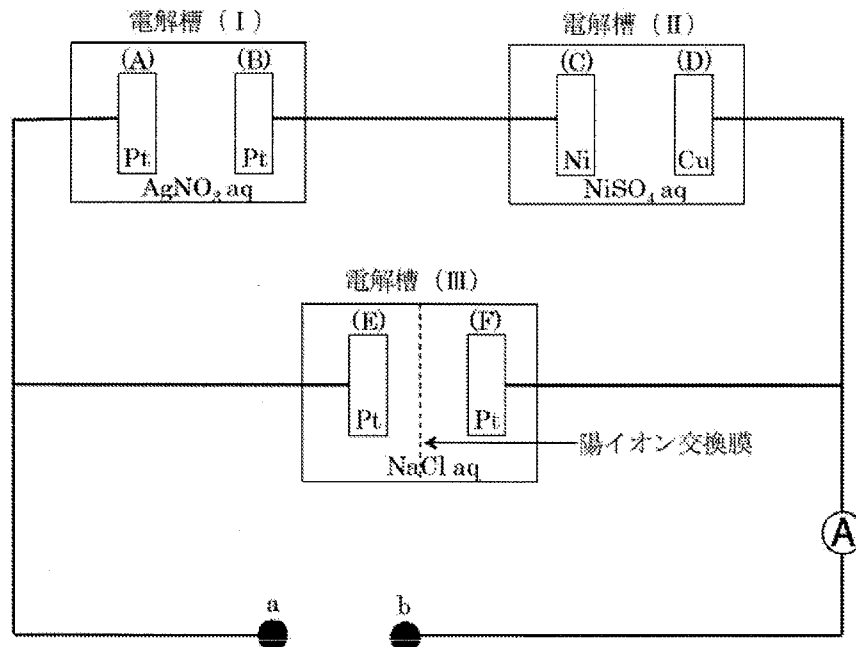 電解槽（Ⅰ）
電解槽（Ⅱ）
(A) (B)
(C) (D)
Pt Pt
Ni Cu
AgNO₃ aq
NiSO₄ aq
電解槽（Ⅲ）
(E) (F)
Pt Pt
陽イオン交換膜
NaCl aq
A
a b